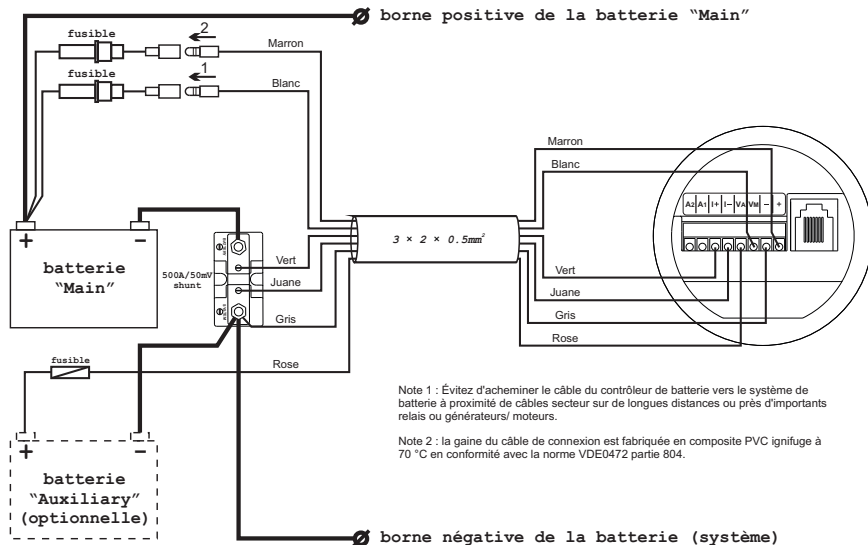 borne positive de la batterie “Main”
fusible
2
Marron
fusible
1
Blanc
Marron
Blanc
A2 A1 I+ I− VA VM − +
3 × 2 × 0.5mm²
+ −
batterie
“Main”
500A/50mV
shunt
Vert
Juane
Gris
Rose
Vert
Juane
Gris
Rose
fusible
Note 1 : Évitez d'acheminer le câble du contrôleur de batterie vers le système de
batterie à proximité de câbles secteur sur de longues distances ou près d'importants
relais ou générateurs/ moteurs.
Note 2 : la gaine du câble de connexion est fabriquée en composite PVC ignifuge à
70 °C en conformité avec la norme VDE0472 partie 804.
+ −
batterie
“Auxiliary”
(optionnelle)
borne négative de la batterie (système)